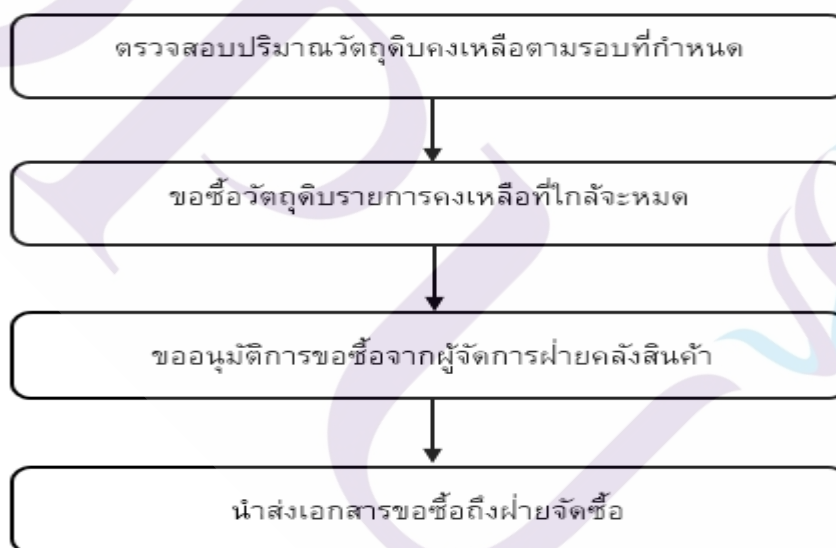 ตรวจสอบปริมาณวัตถุดิบคงเหลือตามรอบที่กำหนด
ขอซื้อวัตถุดิบรายการคงเหลือที่ใกล้จะหมด
ขออนุมัติการขอซื้อจากผู้จัดการฝ่ายคลังสินค้า
นำส่งเอกสารขอซื้อถึงฝ่ายจัดซื้อ